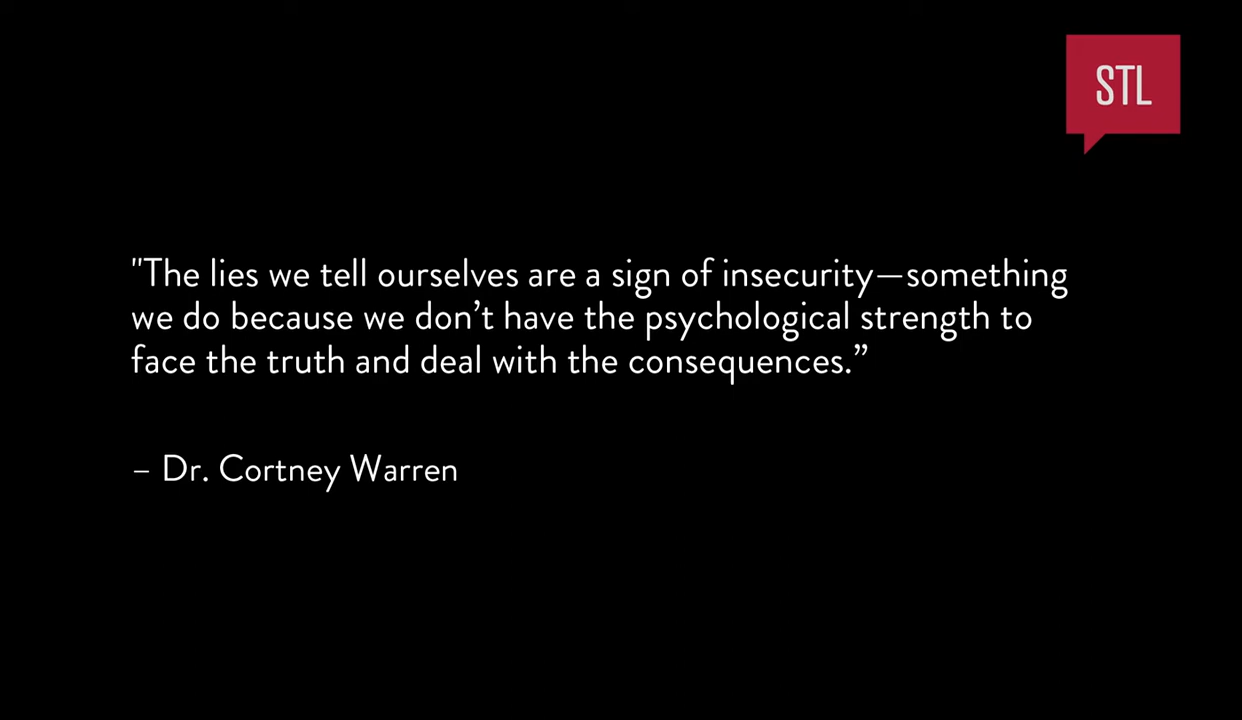 STL
"The lies we tell ourselves are a sign of insecurity—something
we do because we don’t have the psychological strength to
face the truth and deal with the consequences.”
– Dr. Cortney Warren